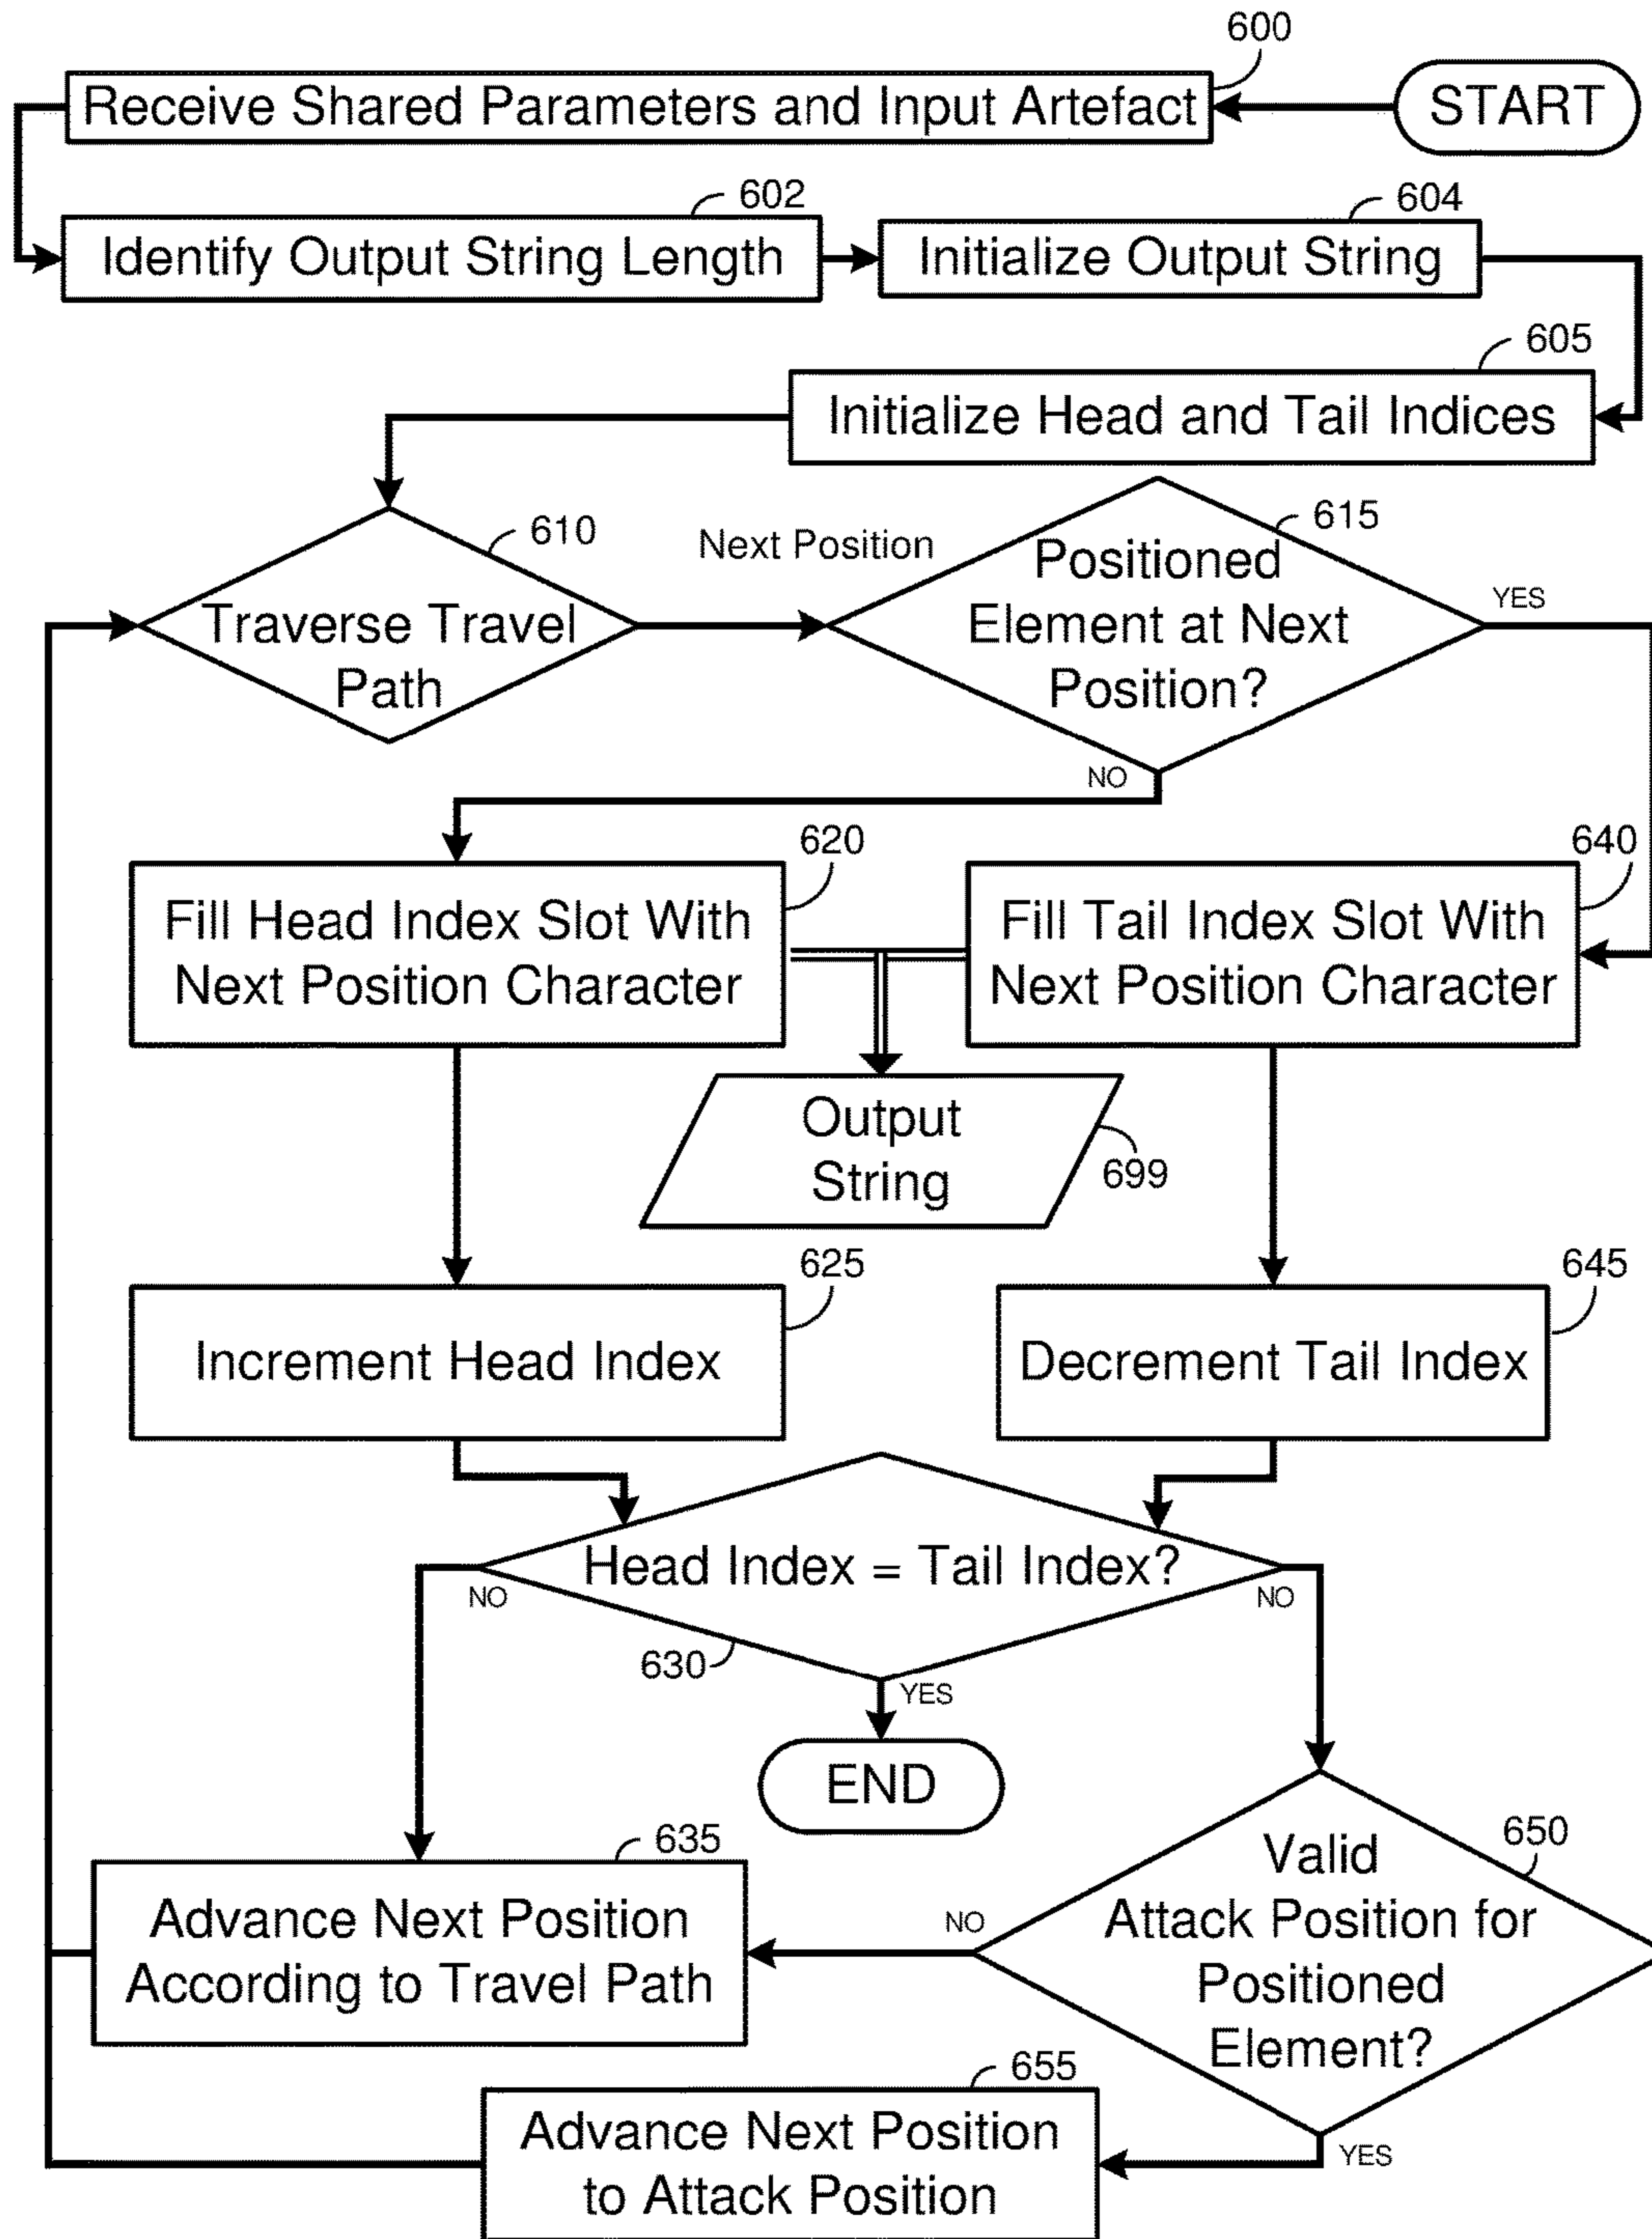 600
Receive Shared Parameters and Input Artefact
START
602
604
Identify Output String Length
Initialize Output String
605
Initialize Head and Tail Indices
610
Traverse Travel
Path
Next Position
615
Positioned
Element at Next
Position?
YES
NO
620
640
Fill Head Index Slot With
Next Position Character
Fill Tail Index Slot With
Next Position Character
Output
String
699
625
645
Increment Head Index
Decrement Tail Index
Head Index = Tail Index?
NO
NO
630
YES
END
635
650
Advance Next Position
According to Travel Path
NO
Valid
Attack Position for
Positioned
Element?
655
YES
Advance Next Position
to Attack Position